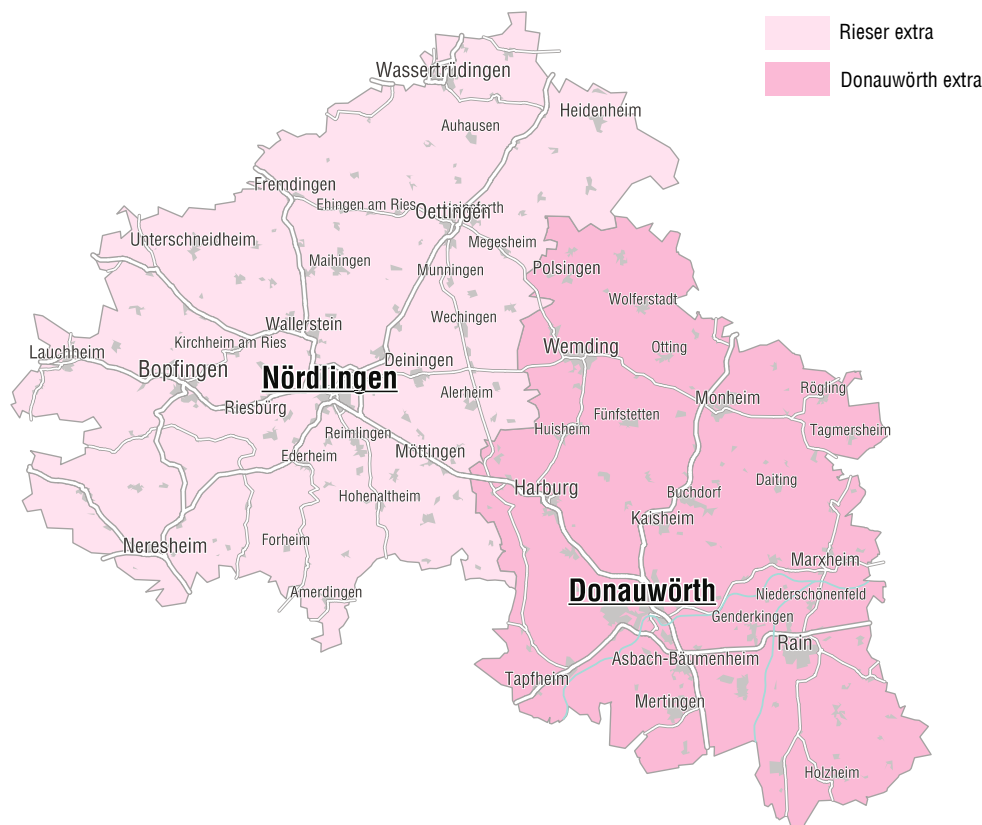 Rieser extra
Donauwörth extra
Wassertrüdingen
Heidenheim
Auhausen
Fremdingen
Ehingen am Ries
Oettingen
Unterschneidheim
Megesheim
Maihingen
Munningen
Polsingen
Wolferstadt
Wechingen
Wallerstein
Kirchheim am Ries
Lauchheim
Bopfingen
Deiningen
Wemding
Otting
Nördlingen
Alerheim
Rögling
Monheim
Riesbürg
Fünfstetten
Huisheim
Tagmersheim
Reimlingen
Möttingen
Ederheim
Daiting
Harburg
Buchdorf
Hohenaltheim
Kaisheim
Forheim
Neresheim
Marxheim
Amerdingen
Donauwörth
Niederschönenfeld
Genderkingen
Rain
Asbach-Bäumenheim
Tapfheim
Mertingen
Holzheim